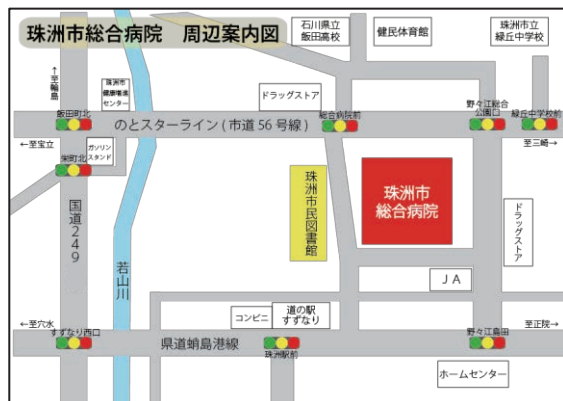 珠洲市総合病院　周辺案内図
石川県立
飯田高校
健民体育館
珠洲市立
緑丘中学校
←至輪島
珠洲市
健康増進
センター
ドラッグストア
飯田町北
のとスターライン(市道56号線)
総合病院前
野々江総合
公園口
緑丘中学校前
←至宝立
至三崎→
ガソリン
スタンド
栄町北
珠洲市民図書館
珠洲市
総合病院
ドラッグストア
国道249
若山川
JA
コンビニ
道の駅
すずなり
←至穴水
至正院→
すずなり西口
県道蛸島港線
珠洲駅前
野々江島田
ホームセンター